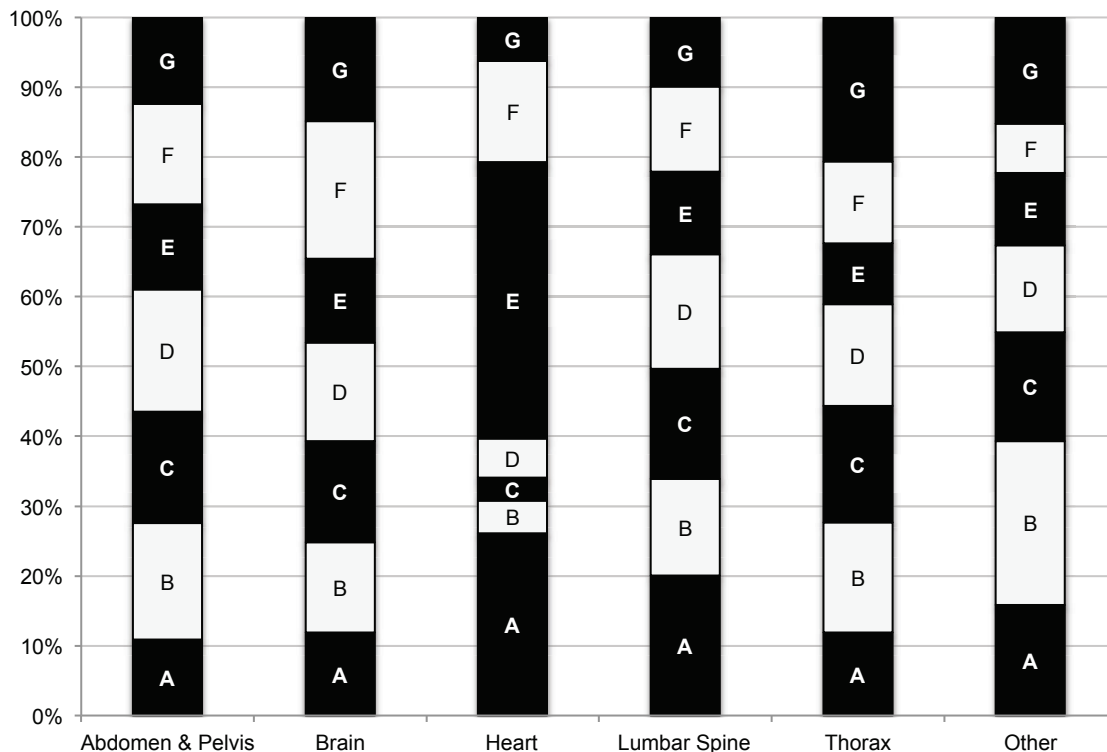 100%
90%
80%
70%
60%
50%
40%
30%
20%
10%
0%
G
F
E
D
C
B
A
G
F
E
D
C
B
A
G
F
E
D
C
B
A
G
F
E
D
C
B
A
G
F
E
D
C
B
A
G
F
E
D
C
B
A
Abdomen & Pelvis Brain Heart Lumbar Spine Thorax Other